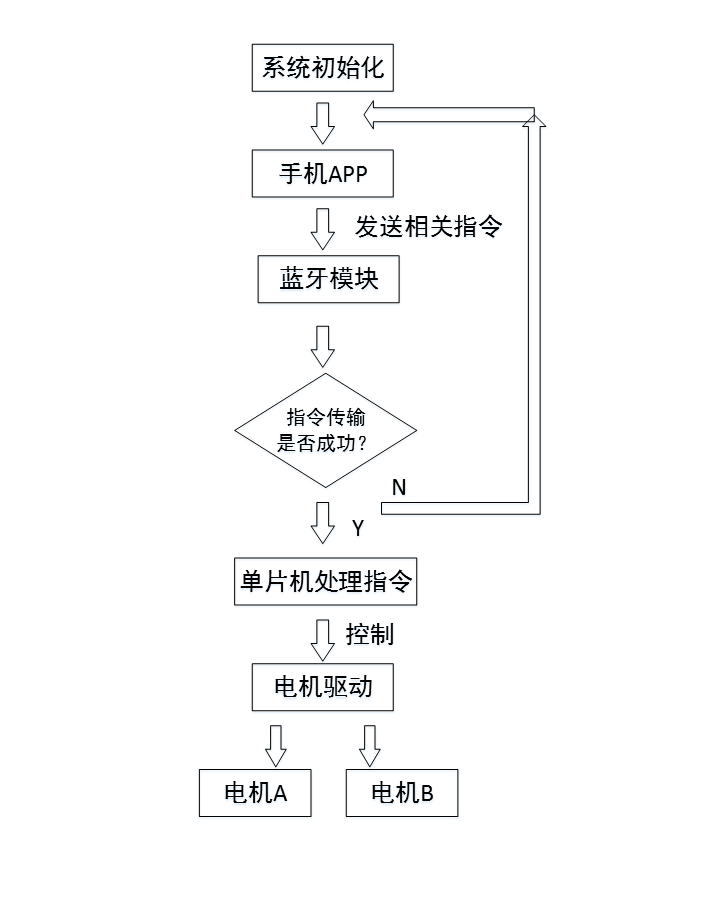 系统初始化
手机APP
发送相关指令
蓝牙模块
指令传输
是否成功?
N
Y
单片机处理指令
控制
电机驱动
电机A
电机B